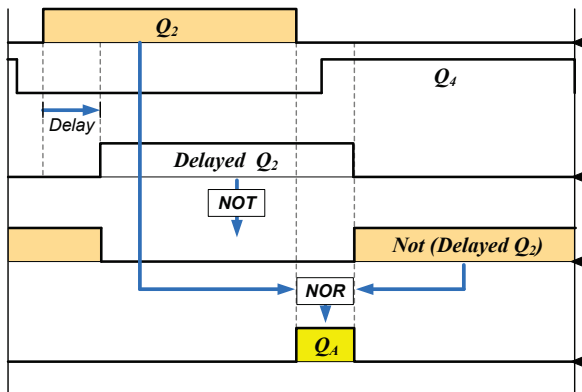 Q2
Q4
Delay
Delayed Q2
NOT
Not (Delayed Q2)
NOR
QA